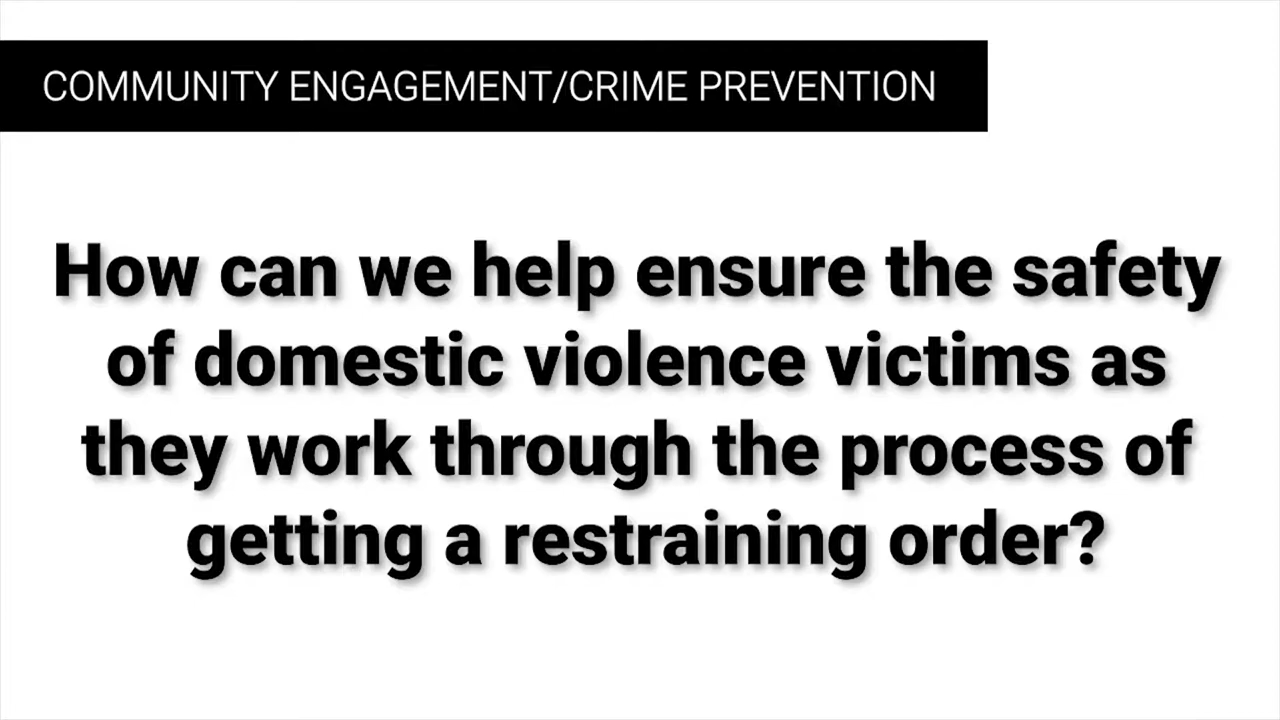 COMMUNITY ENGAGEMENT/CRIME PREVENTION
How can we help ensure the safety
of domestic violence victims as
they work through the process of
getting a restraining order?